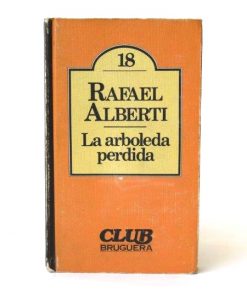 18
RAFAEL
ALBERTI
La arboleda
perdida
CLUB
BRUGUERA